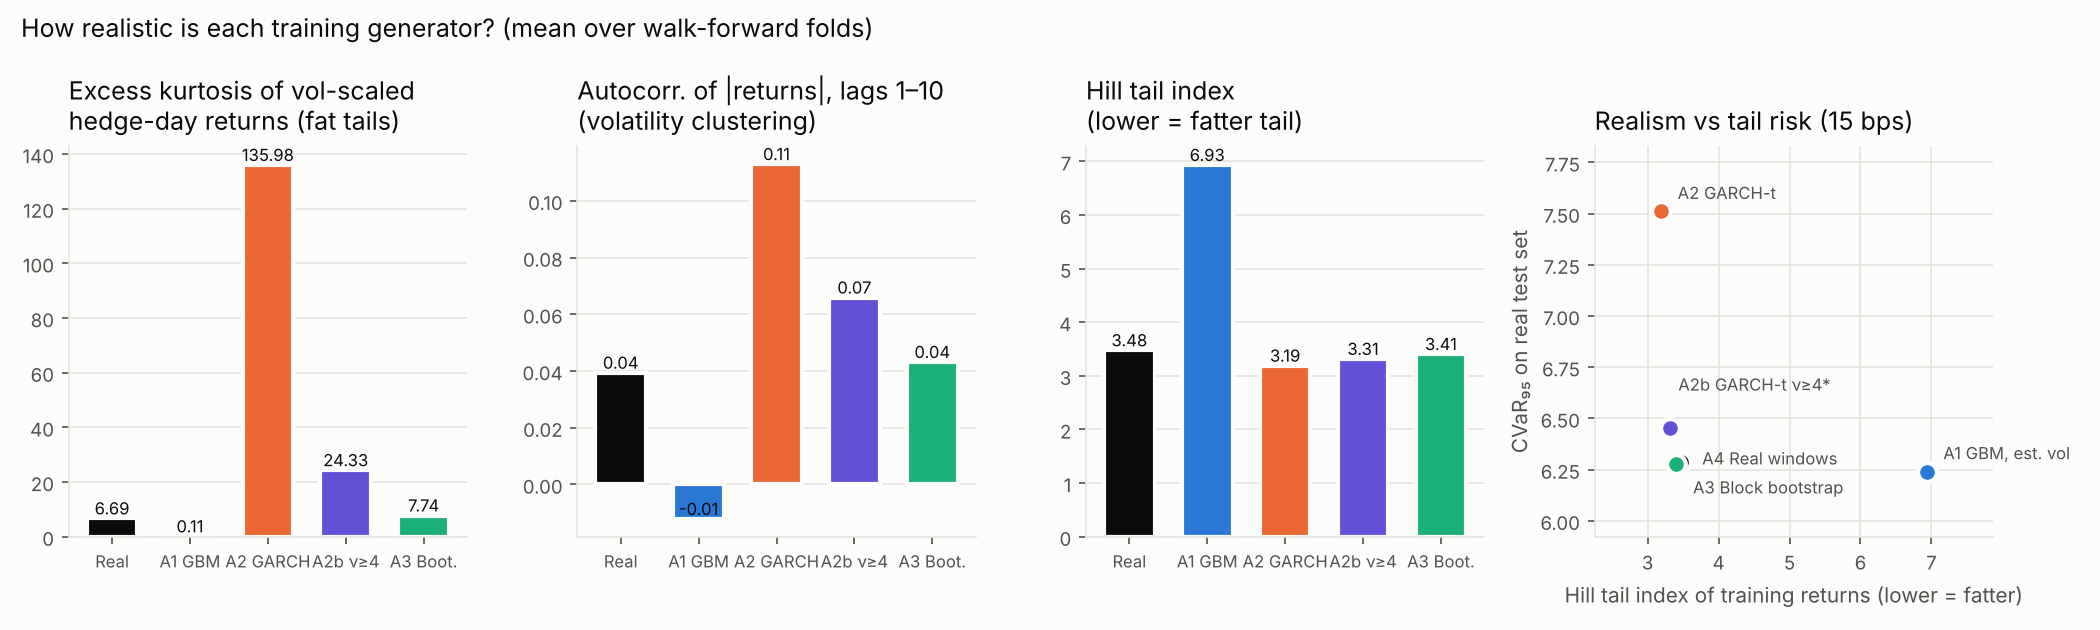 How realistic is each training generator? (mean over walk-forward folds)
Excess kurtosis of vol-scaled
hedge-day returns (fat tails)
140
120
100
80
60
40
20
0
6.69
0.11
135.98
24.33
7.74
Real
A1 GBM
A2 GARCH
A2b ν≥4
A3 Boot.
Autocorr. of |returns|, lags 1–10
(volatility clustering)
0.10
0.08
0.06
0.04
0.02
0.00
0.04
-0.01
0.11
0.07
0.04
Real
A1 GBM
A2 GARCH
A2b ν≥4
A3 Boot.
Hill tail index
(lower = fatter tail)
7
6
5
4
3
2
1
0
3.48
6.93
3.19
3.31
3.41
Real
A1 GBM
A2 GARCH
A2b ν≥4
A3 Boot.
Realism vs tail risk (15 bps)
CVaR₉₅ on real test set
7.75
7.50
7.25
7.00
6.75
6.50
6.25
6.00
A2 GARCH-t
A2b GARCH-t ν≥4*
A4 Real windows
A3 Block bootstrap
A1 GBM, est. vol
3
4
5
6
7
Hill tail index of training returns (lower = fatter)